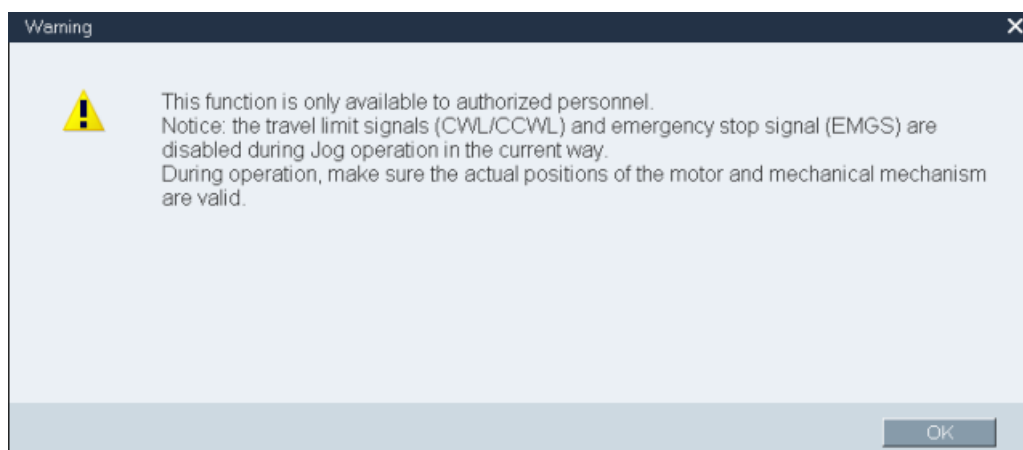 Warning
This function is only available to authorized personnel.
Notice: the travel limit signals (CWL/CCWL) and emergency stop signal (EMGS) are
disabled during Jog operation in the current way.
During operation, make sure the actual positions of the motor and mechanical mechanism
are valid.
OK